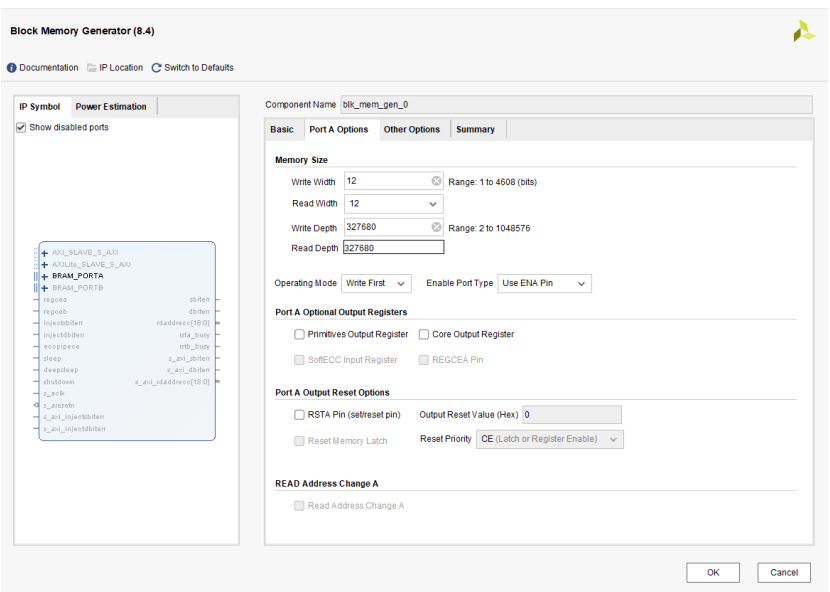 Block Memory Generator (8.4)
Documentation IP Location Switch to Defaults
IP Symbol Power Estimation
Show disabled ports
AXI_SLAVE_S_AXI
AXILite_SLAVE_S_AXI
BRAM_PORTA
BRAM_PORTB
regcea sbiterr
regceb dbiterr
injectsbiterr rdaddrecc[18:0]
injectdbiterr rsta_busy
eccpipece rstb_busy
sleep s_axi_sbiterr
deepsleep s_axi_dbiterr
shutdown s_axi_rdaddrecc[18:0]
s_aclk
s_aresetn
s_axi_injectsbiterr
s_axi_injectdbiterr
Component Name blk_mem_gen_0
Basic Port A Options Other Options Summary
Memory Size
Write Width 12 Range: 1 to 4608 (bits)
Read Width 12
Write Depth 327680 Range: 2 to 1048576
Read Depth 327680
Operating Mode Write First Enable Port Type Use ENA Pin
Port A Optional Output Registers
Primitives Output Register Core Output Register
SoftECC Input Register REGCEA Pin
Port A Output Reset Options
RSTA Pin (set/reset pin) Output Reset Value (Hex) 0
Reset Memory Latch Reset Priority CE (Latch or Register Enable)
READ Address Change A
Read Address Change A
OK Cancel